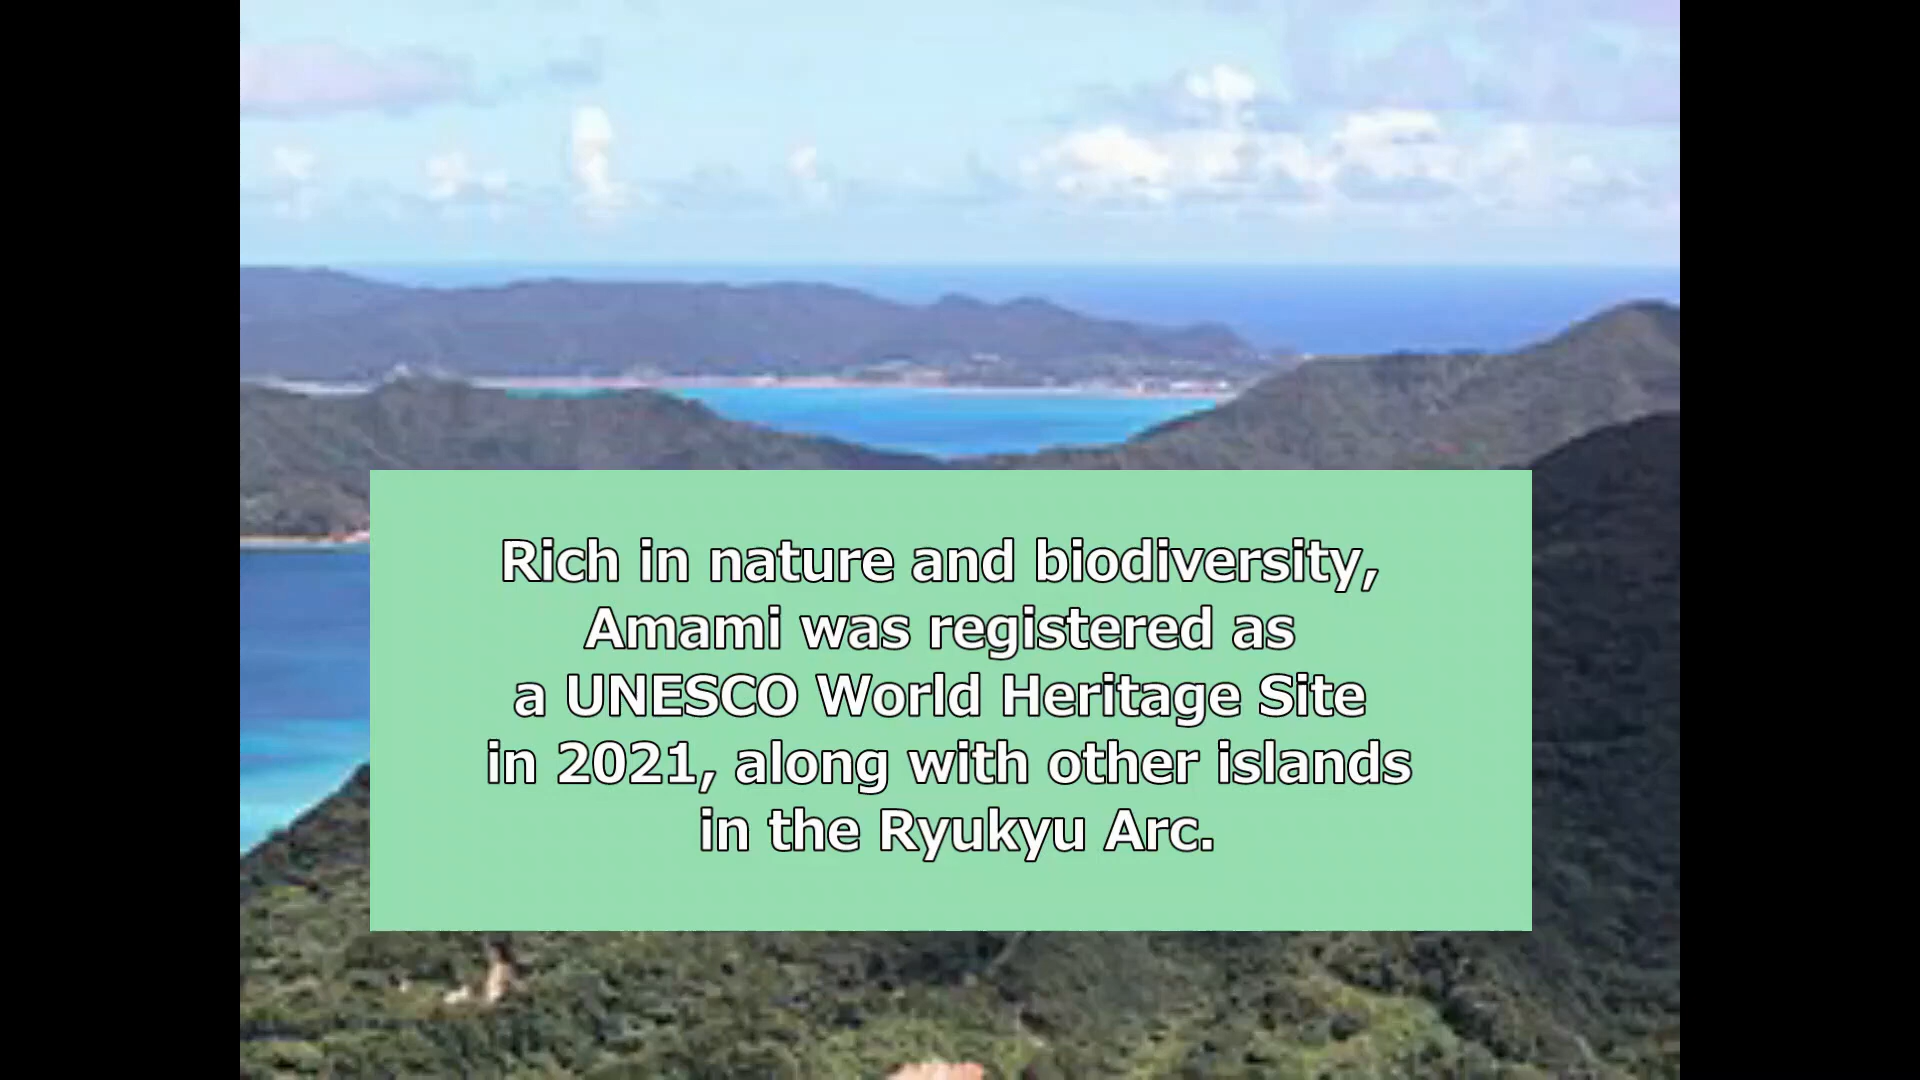 Rich in nature and biodiversity,
Amami was registered as
a UNESCO World Heritage Site
in 2021, along with other islands
in the Ryukyu Arc.